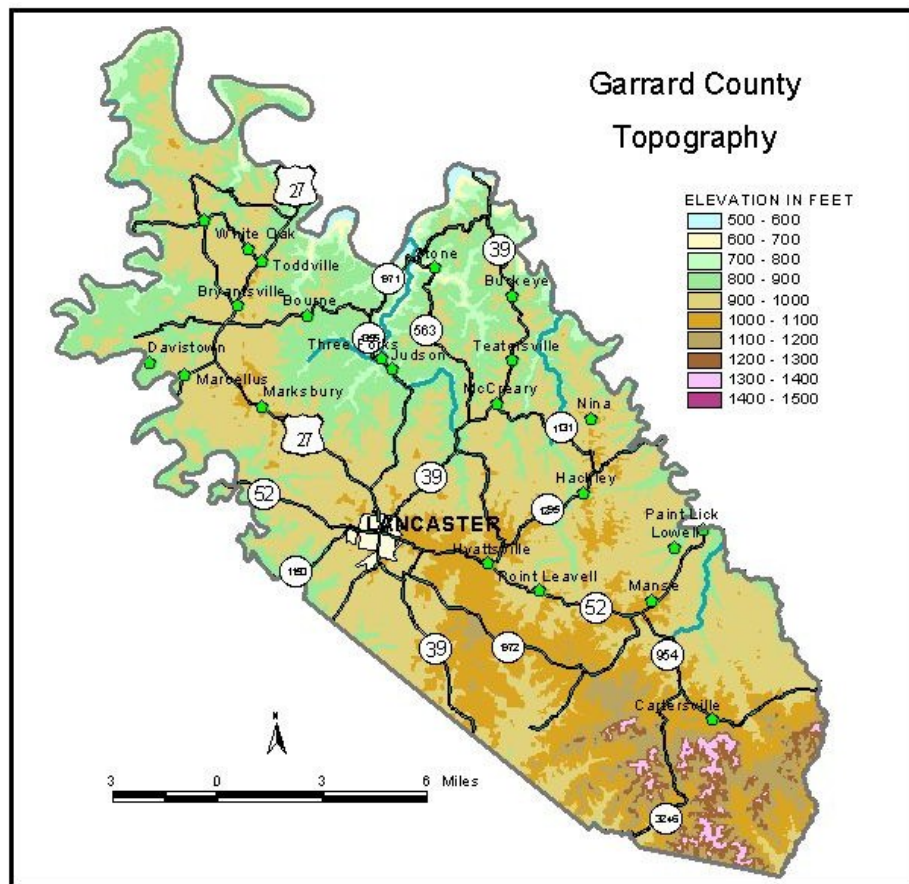 Garrard County
Topography
ELEVATION IN FEET
500 - 600
600 - 700
700 - 800
800 - 900
900 - 1000
1000 - 1100
1100 - 1200
1200 - 1300
1300 - 1400
1400 - 1500
27
White Oak
Toddville
39
1971
Buckeye
Bryantsville
Bourne
563
Three Forks
Judson
Teatersville
Davistown
Marcellus
Marksbury
McCreary
Nina
1131
27
39
52
Hackley
1295
LANCASTER
Paint Lick
Lowell
Hyattsville
Point Leavell
Manse
52
39
1972
954
Cartersville
N
3 0 3 6 Miles
3245